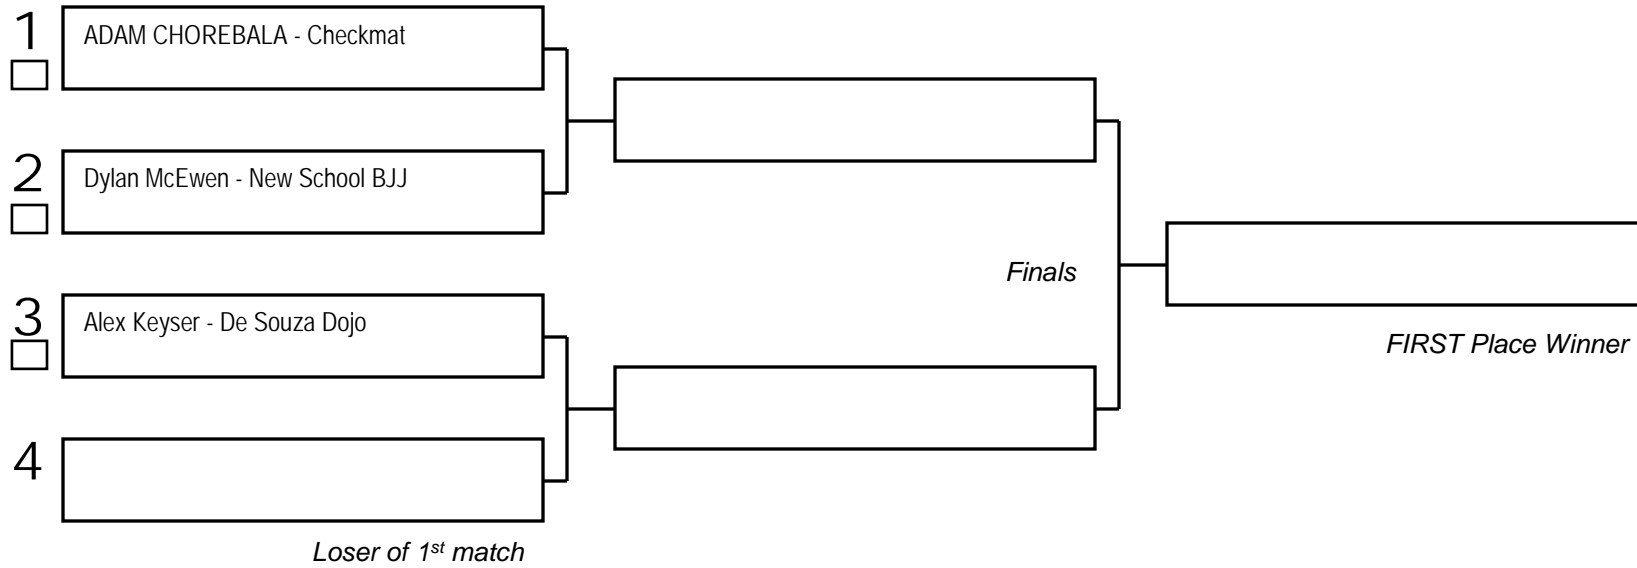 1
ADAM CHOREBALA - Checkmat
2
Dylan McEwen - New School BJJ
Finals
3
Alex Keyser - De Souza Dojo
FIRST Place Winner
4
Loser of 1st match